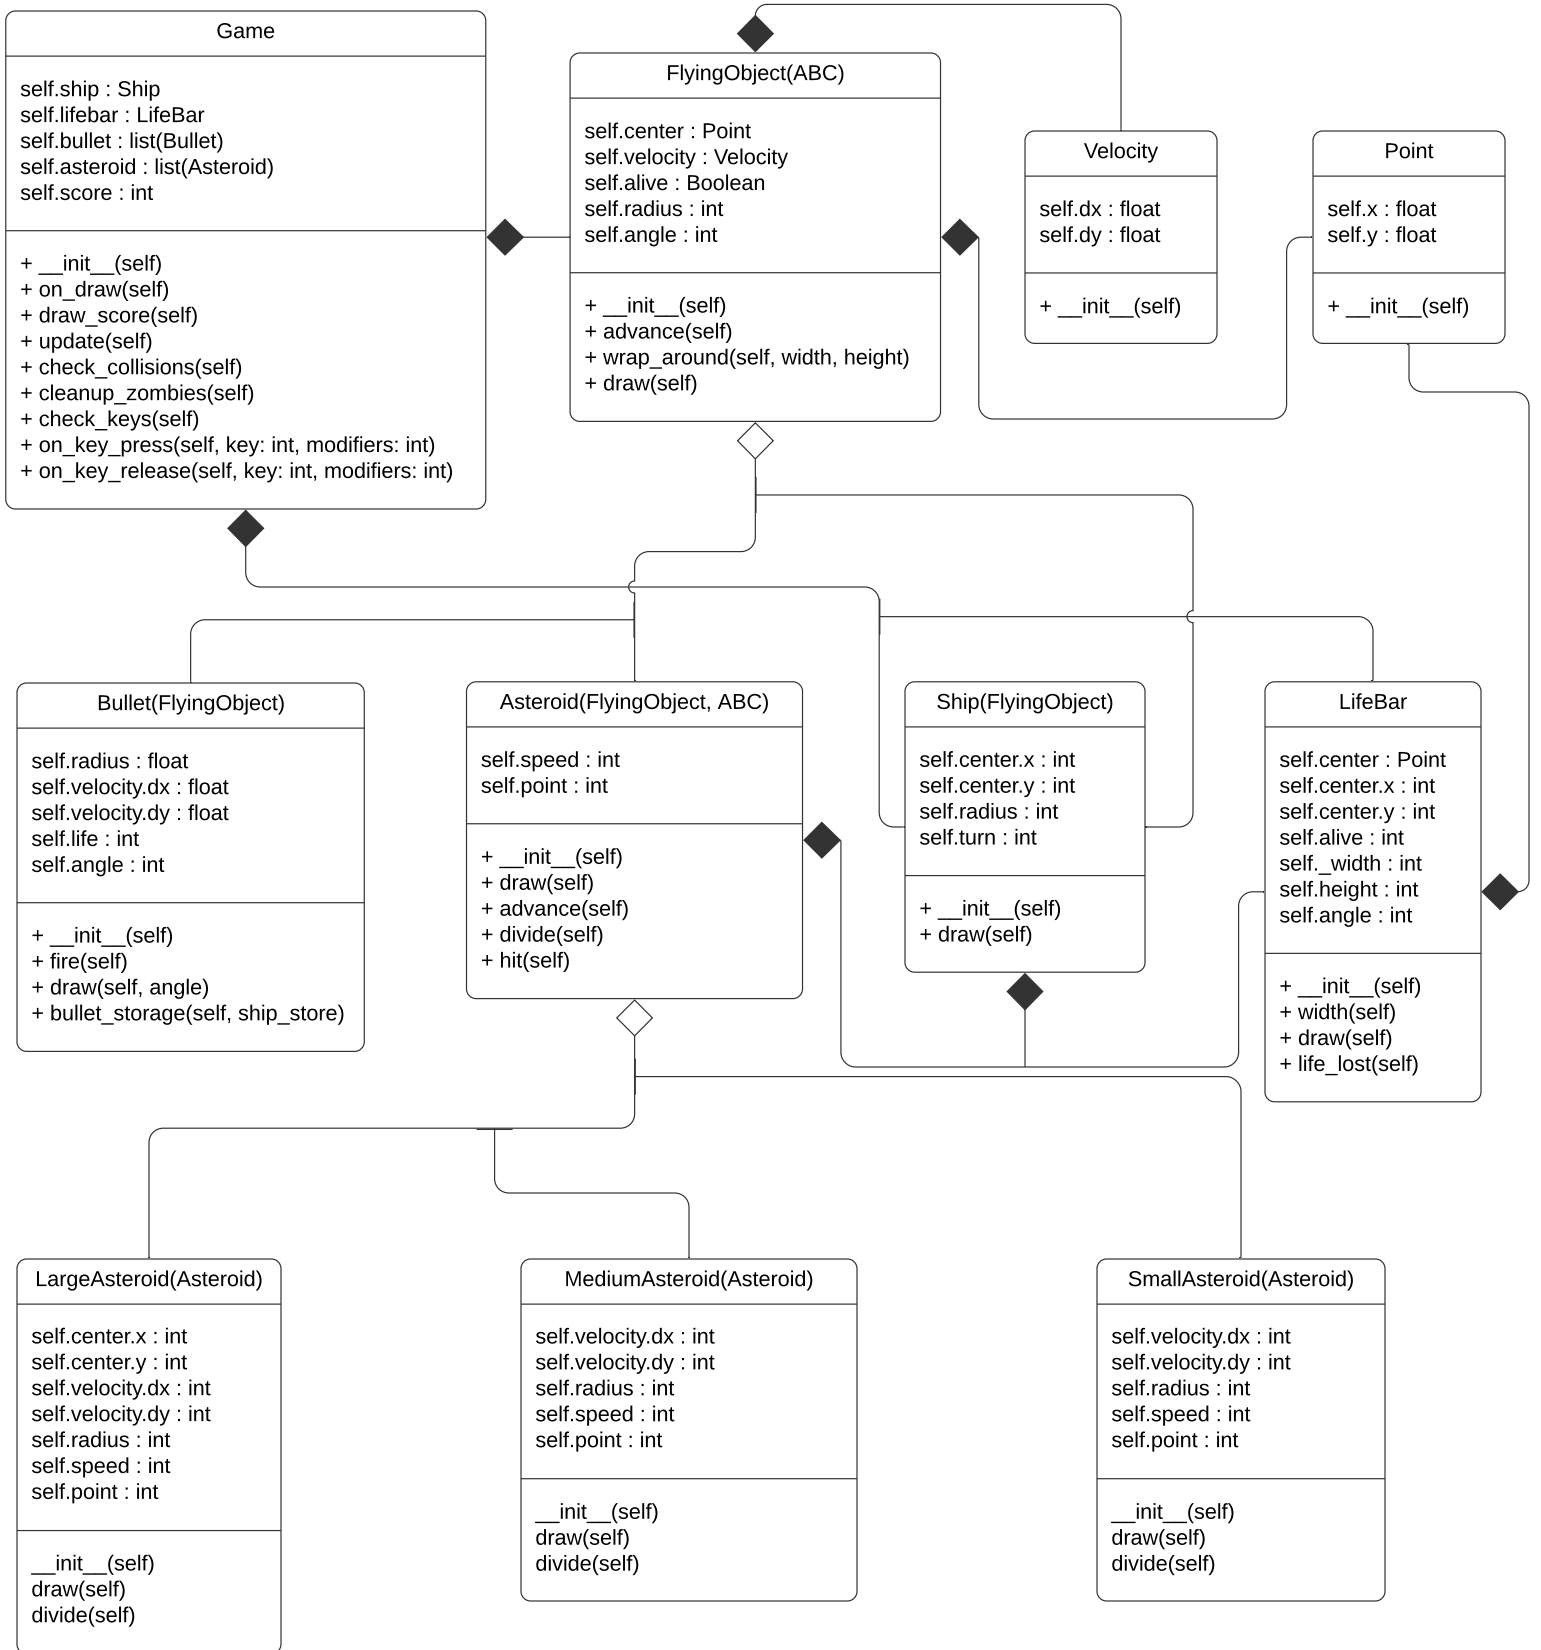 Game
self.ship : Ship
self.lifebar : LifeBar
self.bullet : list(Bullet)
self.asteroid : list(Asteroid)
self.score : int
+ __init__(self)
+ on_draw(self)
+ draw_score(self)
+ update(self)
+ check_collisions(self)
+ cleanup_zombies(self)
+ check_keys(self)
+ on_key_press(self, key: int, modifiers: int)
+ on_key_release(self, key: int, modifiers: int)
FlyingObject(ABC)
self.center : Point
self.velocity : Velocity
self.alive : Boolean
self.radius : int
self.angle : int
+ __init__(self)
+ advance(self)
+ wrap_around(self, width, height)
+ draw(self)
Velocity
self.dx : float
self.dy : float
+ __init__(self)
Point
self.x : float
self.y : float
+ __init__(self)
Bullet(FlyingObject)
self.radius : float
self.velocity.dx : float
self.velocity.dy : float
self.life : int
self.angle : int
+ __init__(self)
+ fire(self)
+ draw(self, angle)
+ bullet_storage(self, ship_store)
Asteroid(FlyingObject, ABC)
self.speed : int
self.point : int
+ __init__(self)
+ draw(self)
+ advance(self)
+ divide(self)
+ hit(self)
Ship(FlyingObject)
self.center.x : int
self.center.y : int
self.radius : int
self.turn : int
+ __init__(self)
+ draw(self)
LifeBar
self.center : Point
self.center.x : int
self.center.y : int
self.alive : int
self._width : int
self.height : int
self.angle : int
+ __init__(self)
+ width(self)
+ draw(self)
+ life_lost(self)
LargeAsteroid(Asteroid)
self.center.x : int
self.center.y : int
self.velocity.dx : int
self.velocity.dy : int
self.radius : int
self.speed : int
self.point : int
__init__(self)
draw(self)
divide(self)
MediumAsteroid(Asteroid)
self.velocity.dx : int
self.velocity.dy : int
self.radius : int
self.speed : int
self.point : int
__init__(self)
draw(self)
divide(self)
SmallAsteroid(Asteroid)
self.velocity.dx : int
self.velocity.dy : int
self.radius : int
self.speed : int
self.point : int
__init__(self)
draw(self)
divide(self)